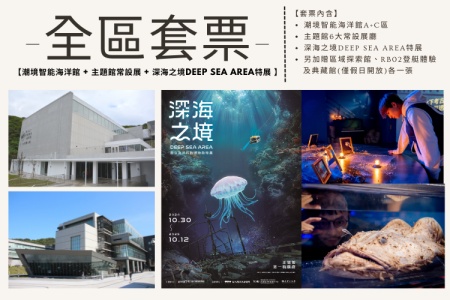 全區套票
【潮境智能海洋館 + 主題館常設展 + 深海之境DEEP SEA AREA特展 】
【套票內含】
• 潮境智能海洋館A+C區
• 主題館6大常設展廳
• 深海之境DEEP SEA AREA特展
• 另加贈區域探索館、RB02登艇體驗
及典藏館(僅假日開放)各一張
深海
之境
DEEP SEA AREA
10.30
10.12
主題館